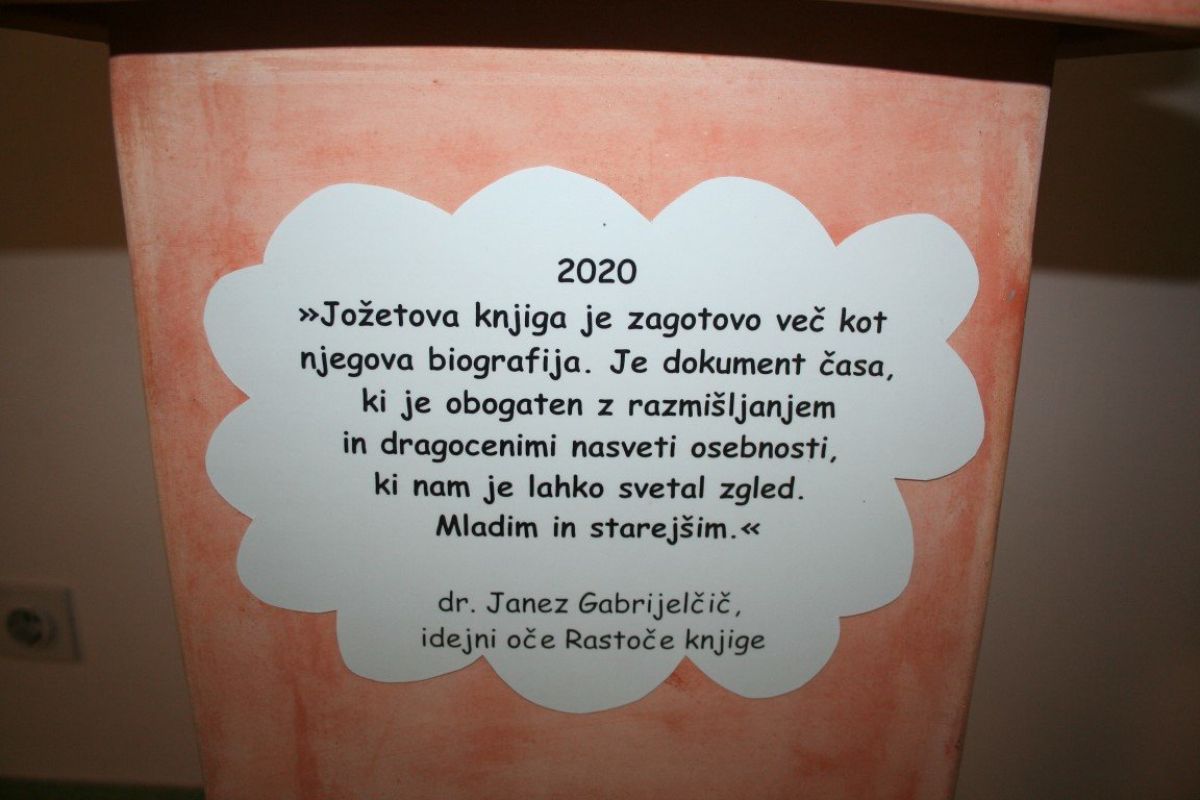 2020
»Jožetova knjiga je zagotovo več kot
njegova biografija. Je dokument časa,
ki je obogaten z razmišljanjem
in dragocenimi nasveti osebnosti,
ki nam je lahko svetal zgled.
Mladim in starejšim.«
dr. Janez Gabrijelčič,
idejni oče Rastoče knjige